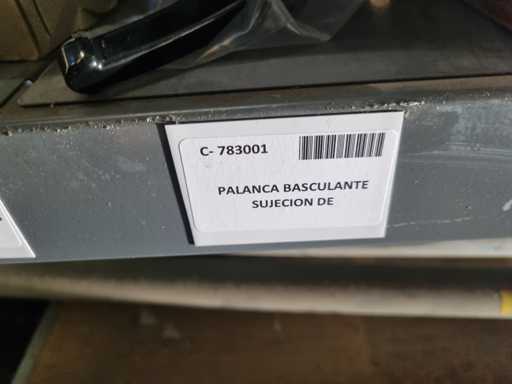 C- 783001
PALANCA BASCULANTE
SUJECION DE